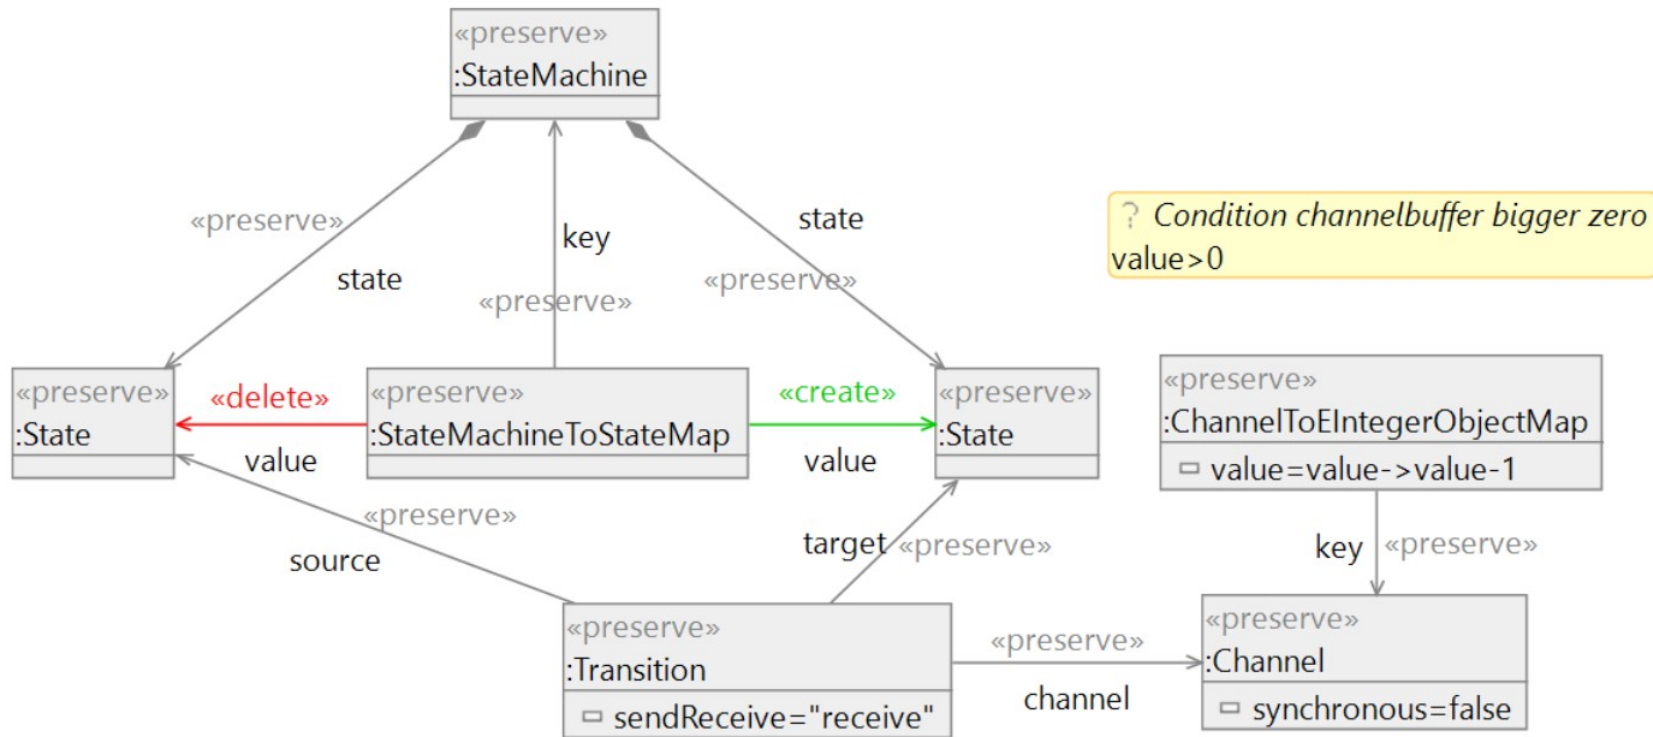 «preserve»
:StateMachine
«preserve»
state
key
«preserve»
state
«preserve»
? Condition channelbuffer bigger zero
value>0
«preserve»
:State
«delete»
value
«preserve»
:StateMachineToStateMap
«create»
value
«preserve»
:State
«preserve»
:ChannelToEIntegerObjectMap
value=value->value-1
«preserve»
source
target
«preserve»
key
«preserve»
«preserve»
:Transition
sendReceive="receive"
«preserve»
channel
«preserve»
:Channel
synchronous=false